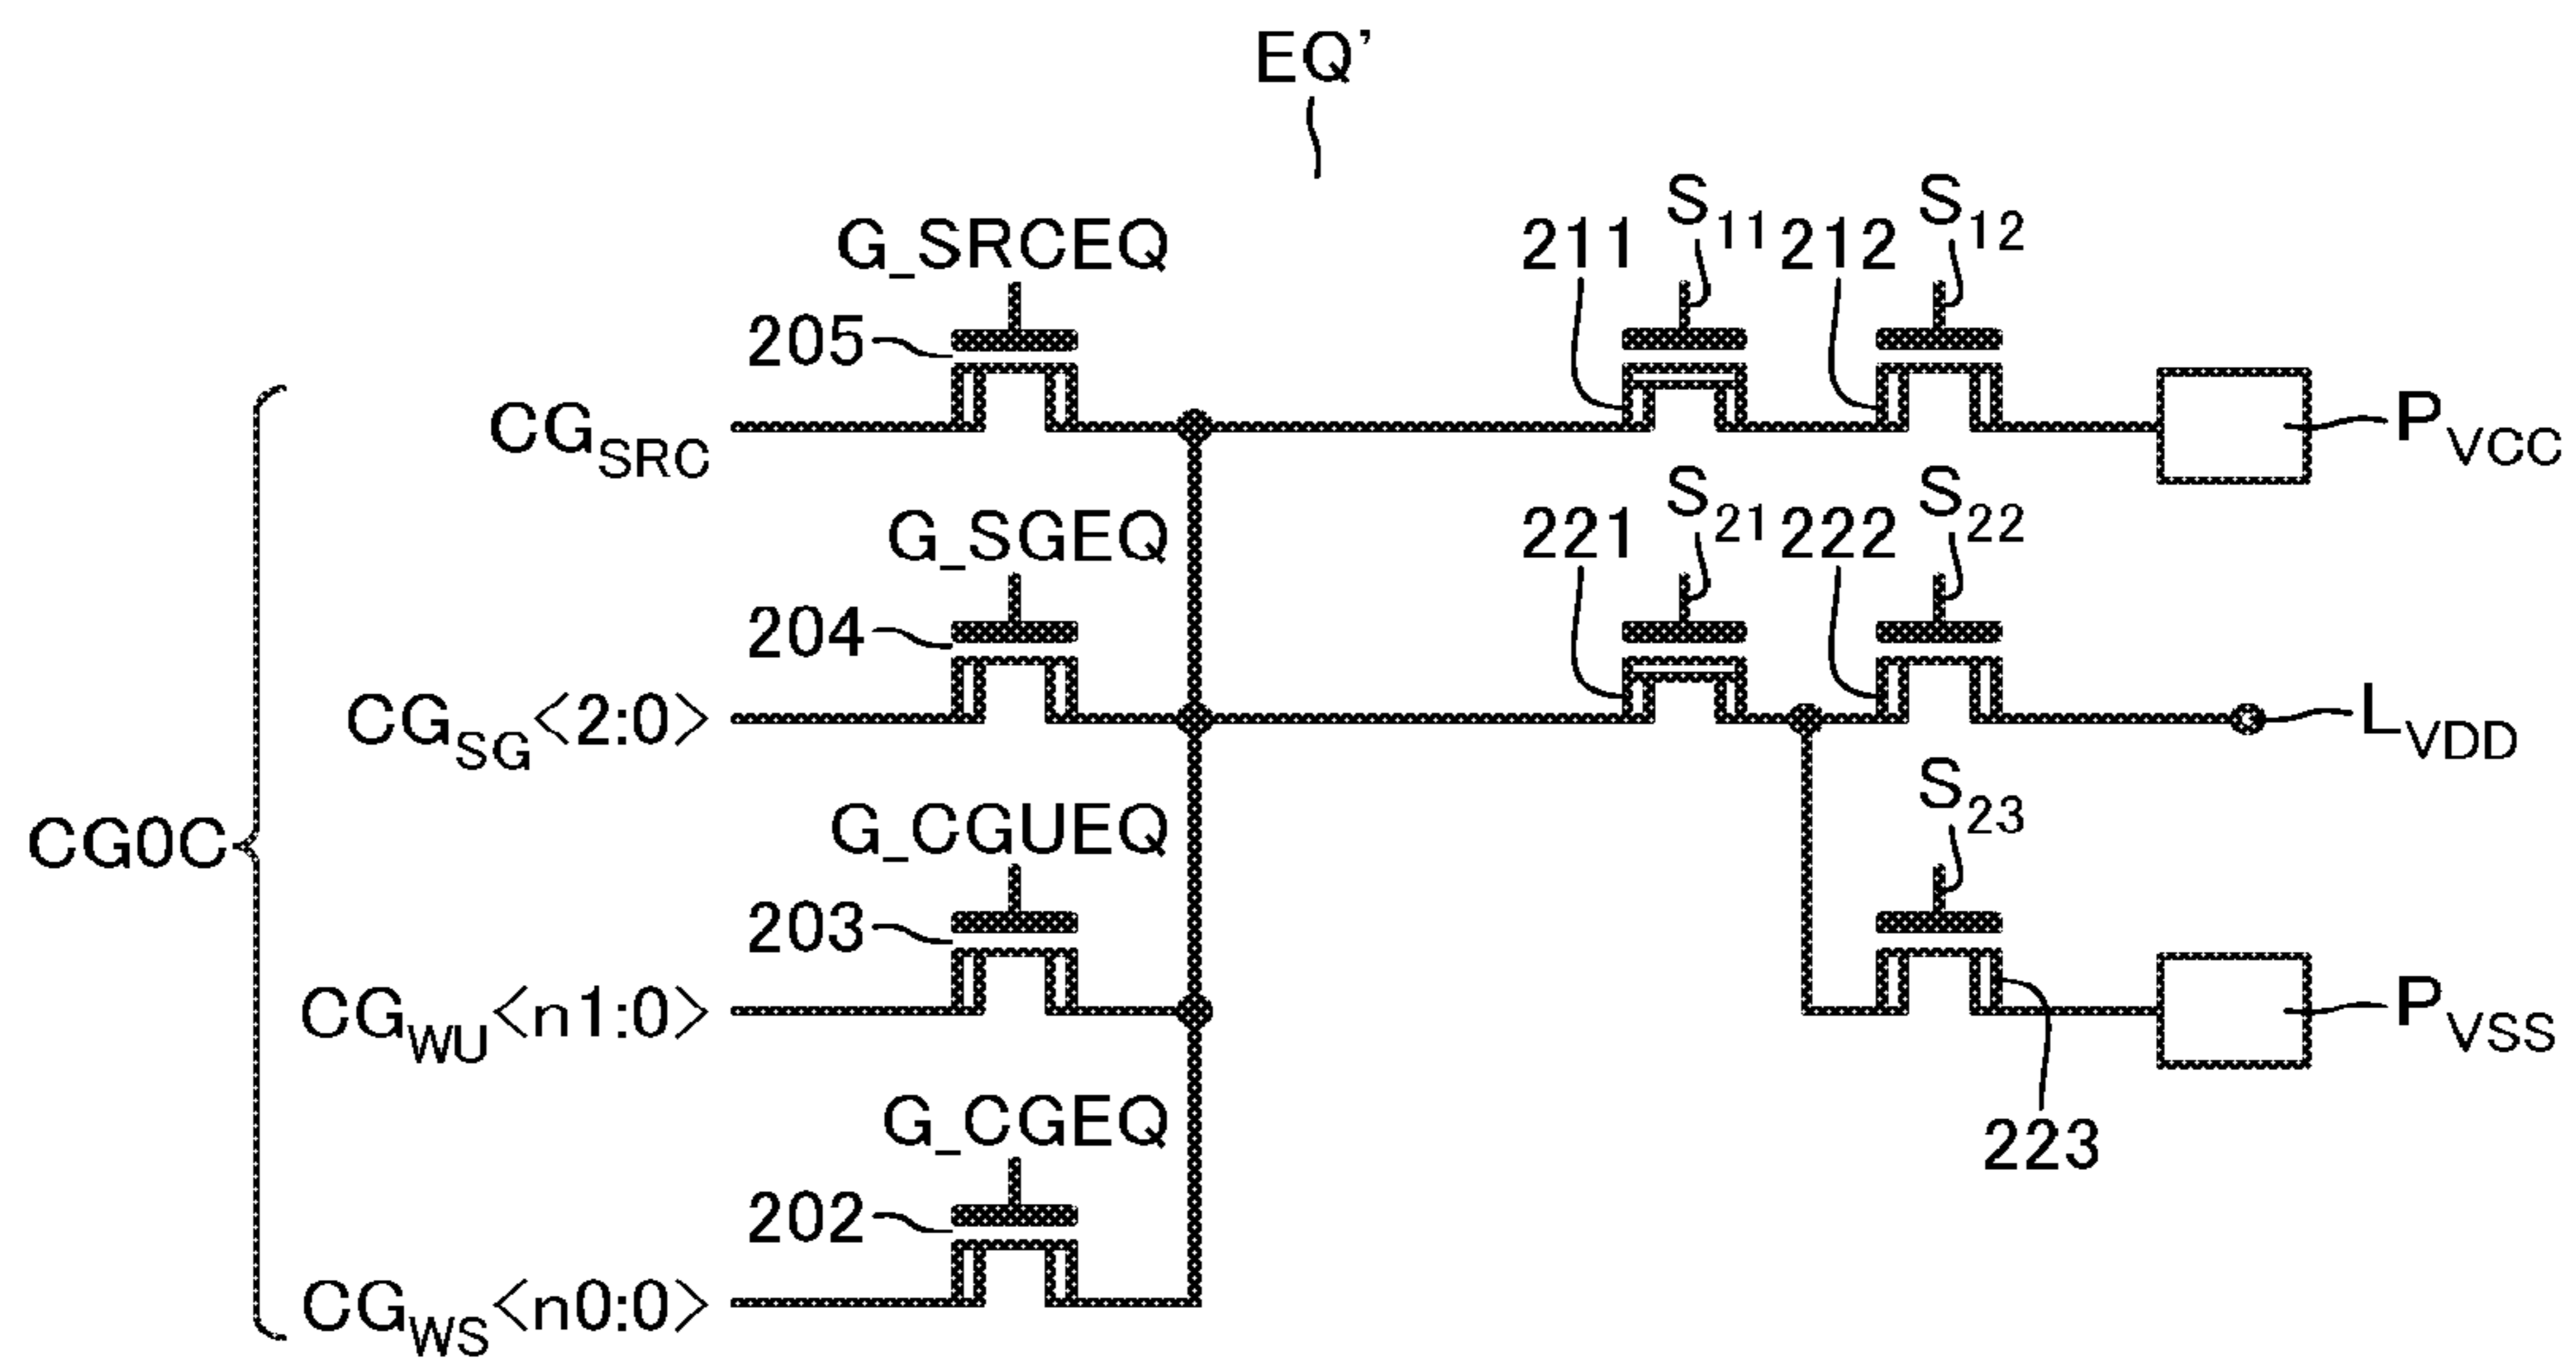 EQ'
G_SRCEQ
211 S11 212 S12
205
CGSRC
PVCC
G_SGEQ
221 S21 222 S22
204
CGSG<2:0>
LVDD
CG0C
G_CGUEQ
S23
203
CGWU<n1:0>
PVSS
G_CGEQ
223
202
CGWS<n0:0>